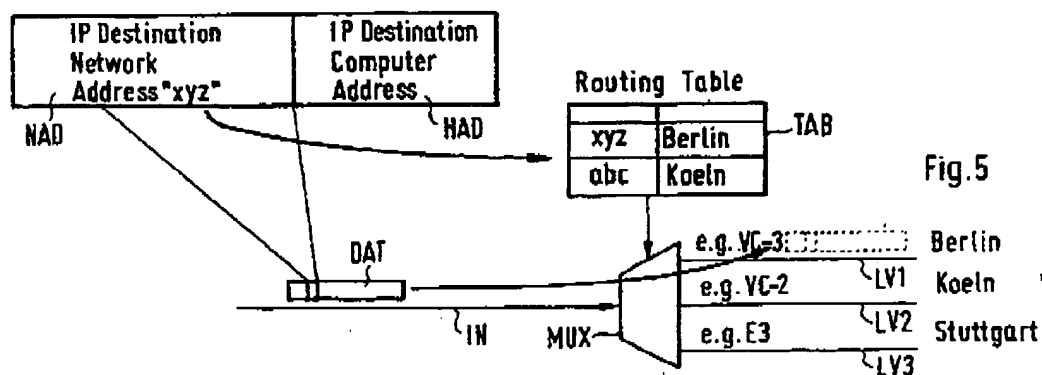 IP Destination
Network
Address "xyz"
IP Destination
Computer
Address
NAD
HAD
Routing Table
xyz Berlin
abc Koeln
TAB
Fig.5
DAT
IN
MUX
e.g. VC-3
Berlin
LV1
e.g. VC-2
Koeln
LV2
e.g. E3
Stuttgart
LV3